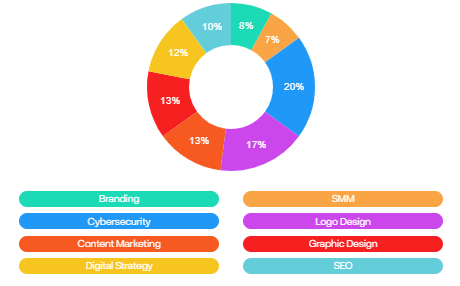 8%
7%
20%
17%
13%
13%
12%
10%
Branding
SMM
Cybersecurity
Logo Design
Content Marketing
Graphic Design
Digital Strategy
SEO